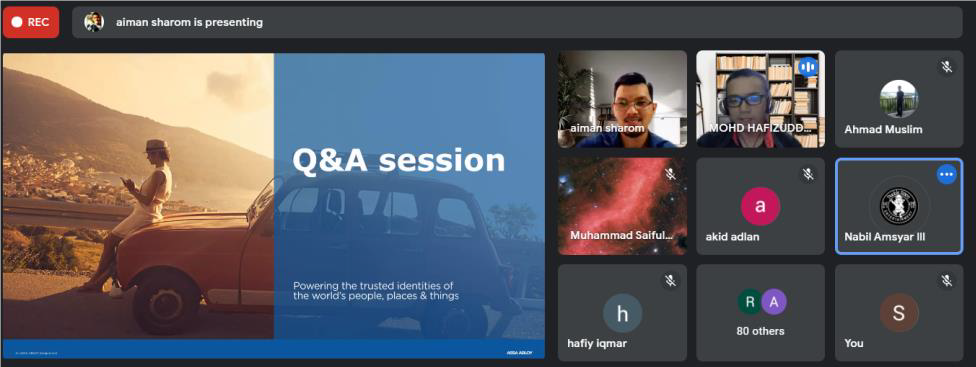 REC
aiman sharom is presenting
Q&A session
Powering the trusted identities of
the world's people, places & things
ASSA ABLOY
aiman sharom
MOHD HAFIZUDD...
Ahmad Muslim
Muhammad Saiful...
a
akid adlan
Nabil Amsyar III
h
hafiy iqmar
R
A
80 others
S
You